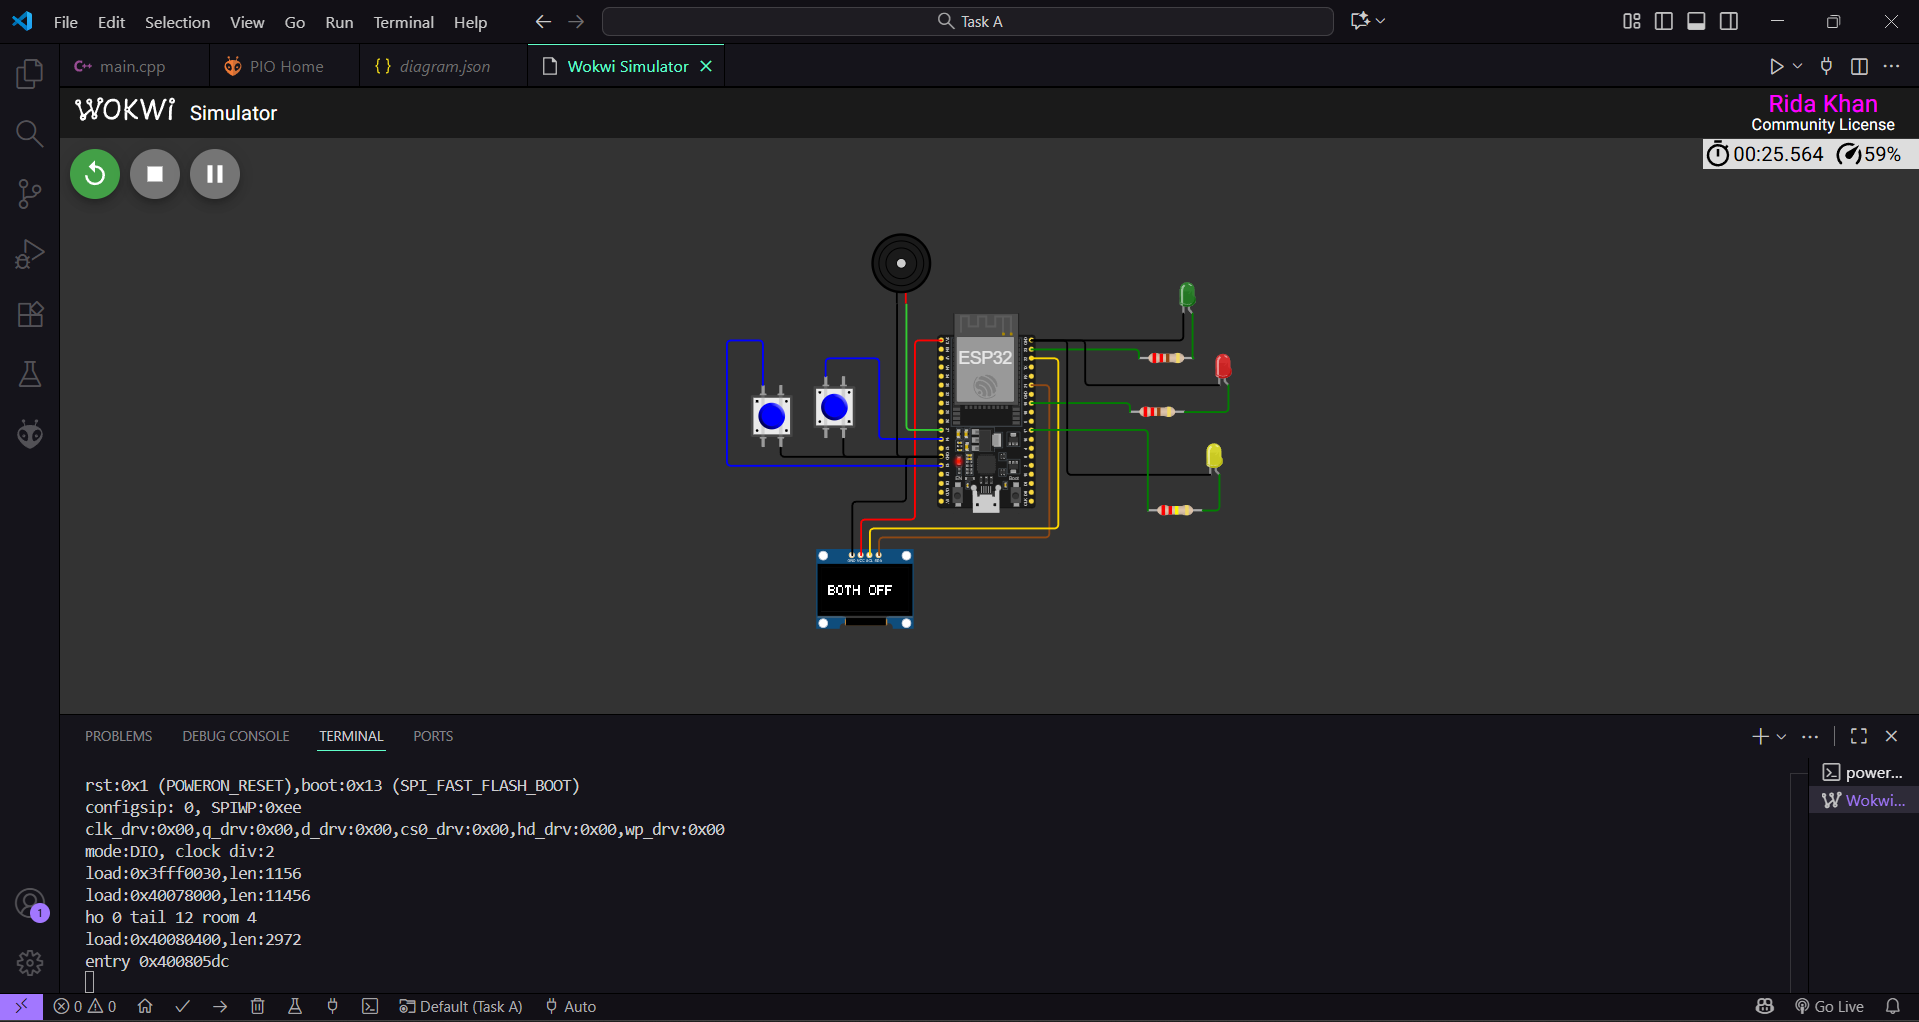 File Edit Selection View Go Run Terminal Help
Task A
main.cpp
PIO Home
diagram.json
Wokwi Simulator
WOKWi Simulator
Rida Khan
Community License
00:25.564 59%
ESP32
BOTH OFF
PROBLEMS DEBUG CONSOLE TERMINAL PORTS
rst:0x1 (POWERON_RESET),boot:0x13 (SPI_FAST_FLASH_BOOT)
configsip: 0, SPIWP:0xee
clk_drv:0x00,q_drv:0x00,d_drv:0x00,cs0_drv:0x00,hd_drv:0x00,wp_drv:0x00
mode:DIO, clock div:2
load:0x3fff0030,len:1156
load:0x40078000,len:11456
ho 0 tail 12 room 4
load:0x40080400,len:2972
entry 0x400805dc
power...
Wokwi...
1
0 0 Default (Task A) Auto Go Live